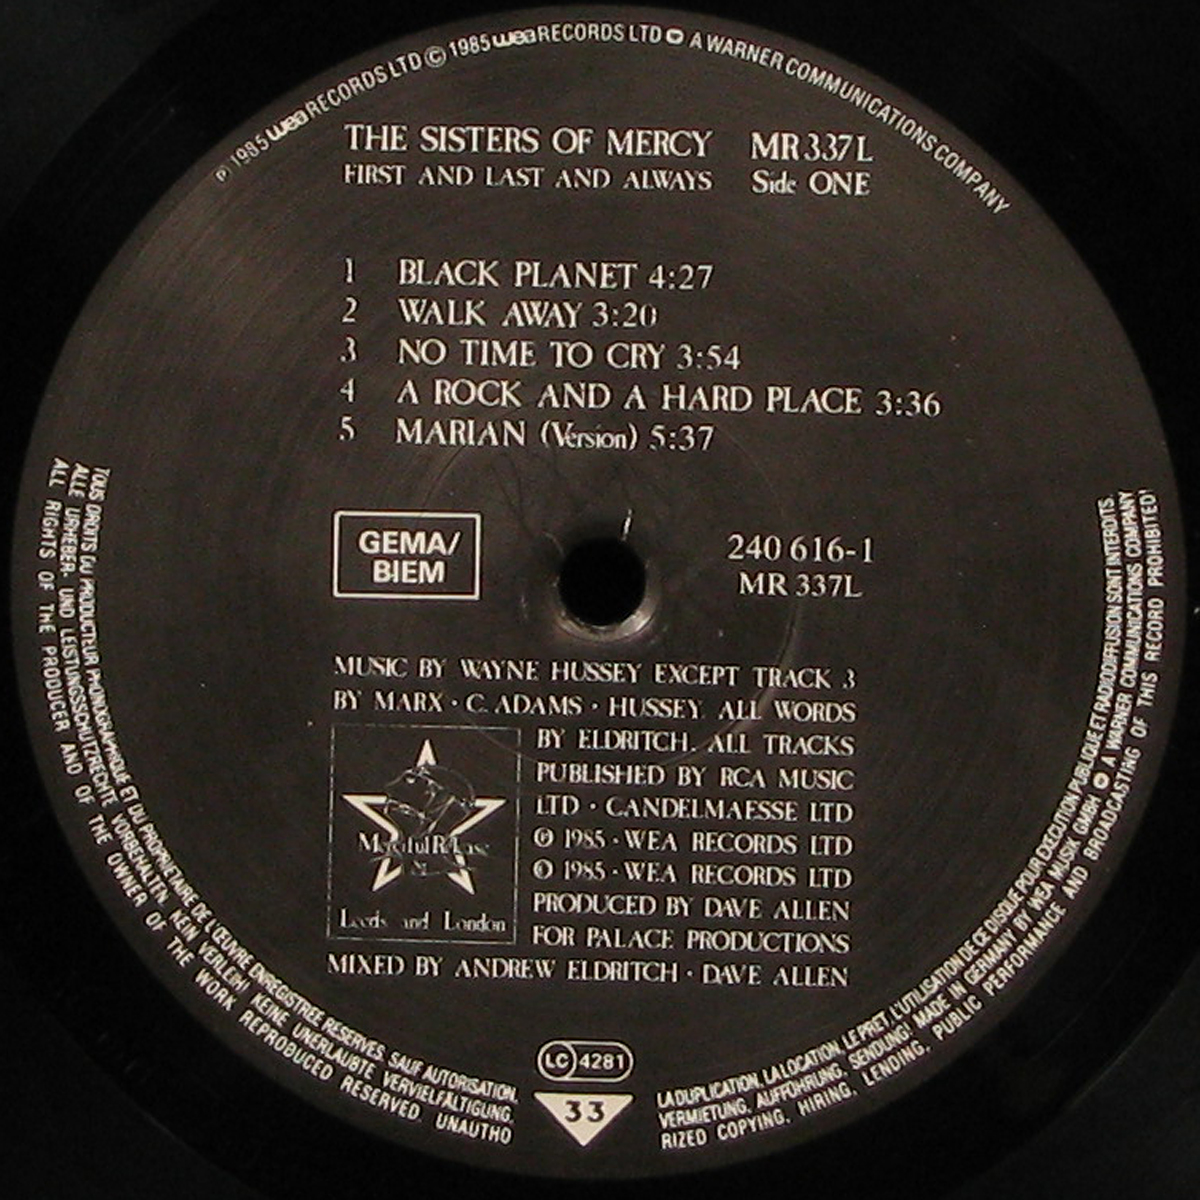 ℗ 1985 wea RECORDS LTD © 1985 wea RECORDS LTD A WARNER COMMUNICATIONS COMPANY
THE SISTERS OF MERCY MR 337L
FIRST AND LAST AND ALWAYS Side ONE
1 BLACK PLANET 4:27
2 WALK AWAY 3:20
3 NO TIME TO CRY 3:54
4 A ROCK AND A HARD PLACE 3:36
5 MARIAN (Version) 5:37
GEMA/
BIEM
240 616-1
MR 337L
MUSIC BY WAYNE HUSSEY EXCEPT TRACK 3
BY MARX · C. ADAMS · HUSSEY. ALL WORDS
BY ELDRITCH. ALL TRACKS
PUBLISHED BY RCA MUSIC
LTD · CANDELMAESSE LTD
℗ 1985 · WEA RECORDS LTD
© 1985 · WEA RECORDS LTD
PRODUCED BY DAVE ALLEN
FOR PALACE PRODUCTIONS
MIXED BY ANDREW ELDRITCH · DAVE ALLEN
Merciful Release
Leeds and London
LC 4281
33
TOUS DROITS DU PRODUCTEUR PHONOGRAPHIQUE ET DU PROPRIETAIRE DE L'ŒUVRE ENREGISTREE RESERVES. SAUF AUTORISATION, LA DUPLICATION, LA LOCATION, LE PRET, L'UTILISATION DE CE DISQUE POUR EXECUTION PUBLIQUE ET RADIODIFFUSION SONT INTERDITS.
ALLE URHEBER- UND LEISTUNGSSCHUTZRECHTE VORBEHALTEN. KEIN VERLEIH! KEINE UNERLAUBTE VERVIELFÄLTIGUNG, VERMIETUNG, AUFFÜHRUNG, SENDUNG! MADE IN GERMANY BY WEA MUSIK GMBH A WARNER COMMUNICATIONS COMPANY
ALL RIGHTS OF THE PRODUCER AND OF THE OWNER OF THE WORK REPRODUCED RESERVED. UNAUTHORIZED COPYING, HIRING, LENDING, PUBLIC PERFORMANCE AND BROADCASTING OF THIS RECORD PROHIBITED!